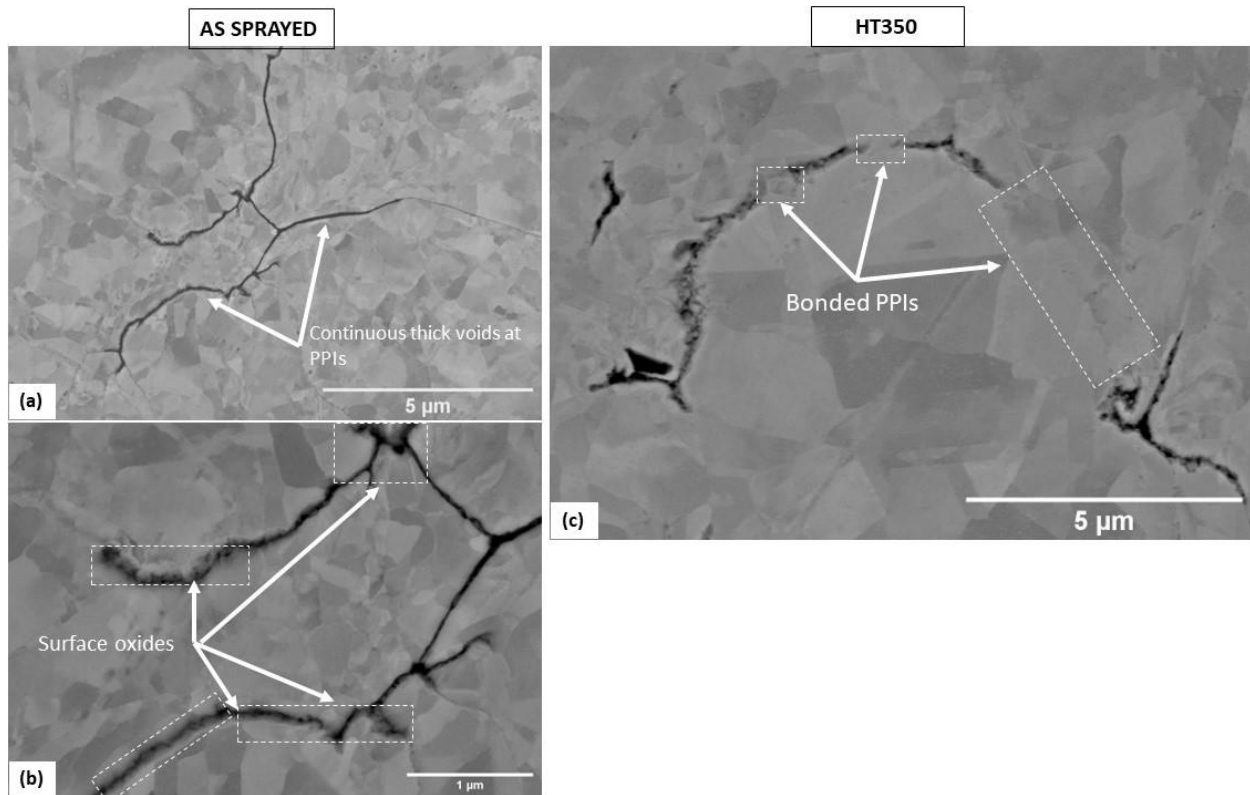 AS SPRAYED
HT350
Continuous thick voids at
PPIs
5 µm
(a)
Surface oxides
1 µm
(b)
Bonded PPIs
5 µm
(c)